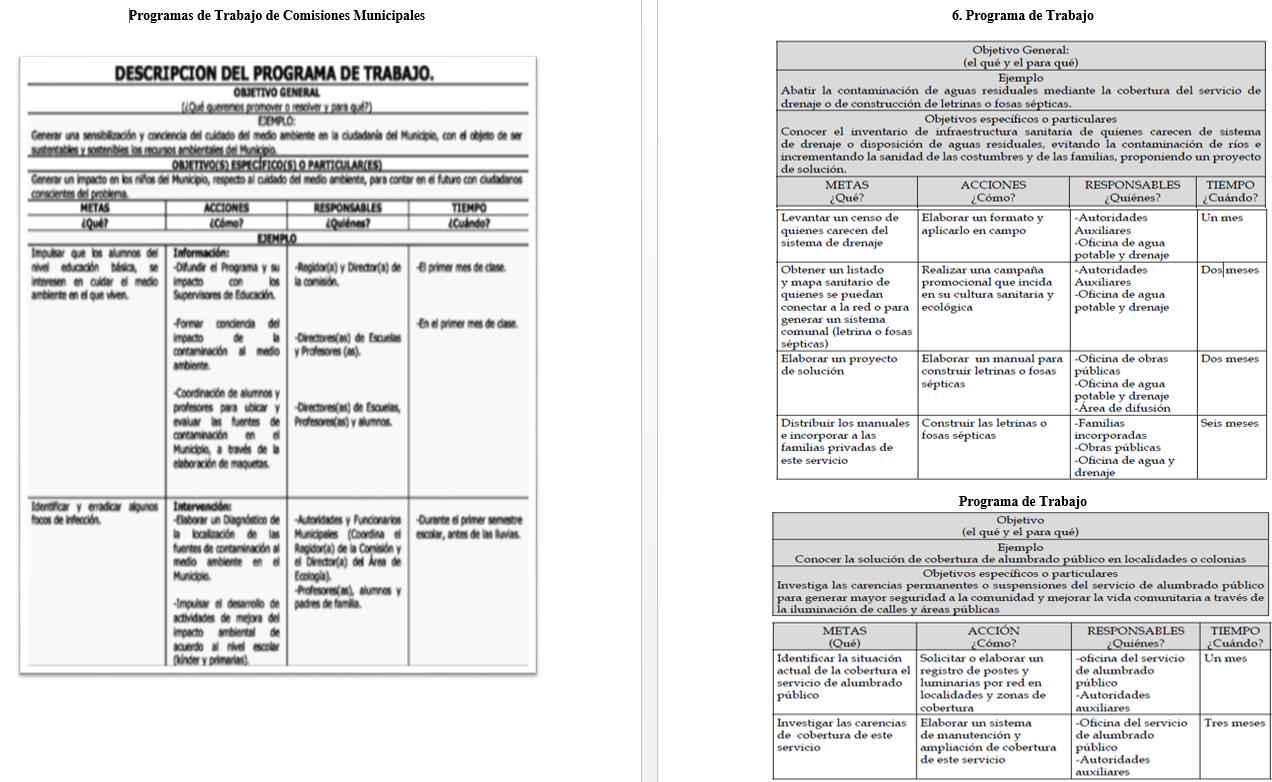 Programas de Trabajo de Comisiones Municipales
DESCRIPCION DEL PROGRAMA DE TRABAJO.
OBJETIVO GENERAL
(¿Qué queremos promover o resolver y para qué?)
EJEMPLO:
Generar una sensibilización y conciencia del cuidado del medio ambiente en la ciudadanía del Municipio, con el objeto de ser
sustentables y sostenibles los recursos ambientales del Municipio.
OBJETIVO(S) ESPECÍFICO(S) O PARTICULAR(ES)
Generar un impacto en los niños del Municipio, respecto al cuidado del medio ambiente, para contar en el futuro con ciudadanos
conscientes del problema.
METAS
¿Qué?
ACCIONES
¿Cómo?
RESPONSABLES
¿Quiénes?
TIEMPO
¿Cuándo?
EJEMPLO
Impulsar que los alumnos del
nivel educación básica, se
interesen en cuidar el medio
ambiente en el que viven.
Información:
-Difundir el Programa y su
impacto con los
Supervisores de Educación.
-Formar conciencia del
impacto de la
contaminación al medio
ambiente.
-Coordinación de alumnos y
profesores para ubicar y
evaluar las fuentes de
contaminación en el
Municipio, a través de la
elaboración de maquetas.
-Regidor(a) y Director(a) de
la comisión.
-Directores(as) de Escuelas
y Profesores (as).
-Directores(as) de Escuelas,
Profesores(as) y alumnos.
-El primer mes de clase.
-En el primer mes de clase.
Identificar y erradicar algunos
focos de infección.
Intervención:
-Elaborar un Diagnóstico de
la localización de las
fuentes de contaminación al
medio ambiente en el
Municipio.
-Impulsar el desarrollo de
actividades de mejora del
impacto ambiental de
acuerdo al nivel escolar
(kínder y primarias).
-Autoridades y Funcionarios
Municipales (Coordina el
Regidor(a) de la Comisión y
el Director(a) del Área de
Ecología).
-Profesores(as), alumnos y
padres de familia.
-Durante el primer semestre
escolar, antes de las lluvias.
6. Programa de Trabajo
Objetivo General:
(el qué y el para qué)
Ejemplo
Abatir la contaminación de aguas residuales mediante la cobertura del servicio de
drenaje o de construcción de letrinas o fosas sépticas.
Objetivos específicos o particulares
Conocer el inventario de infraestructura sanitaria de quienes carecen de sistema
de drenaje o disposición de aguas residuales, evitando la contaminación de ríos e
incrementando la sanidad de las costumbres y de las familias, proponiendo un proyecto
de solución.
METAS
¿Qué?
ACCIONES
¿Cómo?
RESPONSABLES
¿Quiénes?
TIEMPO
¿Cuándo?
Levantar un censo de
quienes carecen del
sistema de drenaje
Elaborar un formato y
aplicarlo en campo
-Autoridades
Auxiliares
-Oficina de agua
potable y drenaje
Un mes
Obtener un listado
y mapa sanitario de
quienes se puedan
conectar a la red o para
generar un sistema
comunal (letrina o fosas
sépticas)
Realizar una campaña
promocional que incida
en su cultura sanitaria y
ecológica
-Autoridades
Auxiliares
-Oficina de agua
potable y drenaje
Dos meses
Elaborar un proyecto
de solución
Elaborar un manual para
construir letrinas o fosas
sépticas
-Oficina de obras
públicas
-Oficina de agua
potable y drenaje
-Área de difusión
Dos meses
Distribuir los manuales
e incorporar a las
familias privadas de
este servicio
Construir las letrinas o
fosas sépticas
-Familias
incorporadas
-Obras públicas
-Oficina de agua y
drenaje
Seis meses
Programa de Trabajo
Objetivo
(el qué y el para qué)
Ejemplo
Conocer la solución de cobertura de alumbrado público en localidades o colonias
Objetivos específicos o particulares
Investiga las carencias permanentes o suspensiones del servicio de alumbrado público
para generar mayor seguridad a la comunidad y mejorar la vida comunitaria a través de
la iluminación de calles y áreas públicas
METAS
(Qué)
ACCIÓN
¿Cómo?
RESPONSABLES
¿Quiénes?
TIEMPO
¿Cuándo?
Identificar la situación
actual de la cobertura el
servicio de alumbrado
público
Solicitar o elaborar un
registro de postes y
luminarias por red en
localidades y zonas de
cobertura
-oficina del servicio
de alumbrado
público
-Autoridades
auxiliares
Un mes
Investigar las carencias
de cobertura de este
servicio
Elaborar un sistema
de manutención y
ampliación de cobertura
de este servicio
-Oficina del servicio
de alumbrado
público
-Autoridades
auxiliares
Tres meses